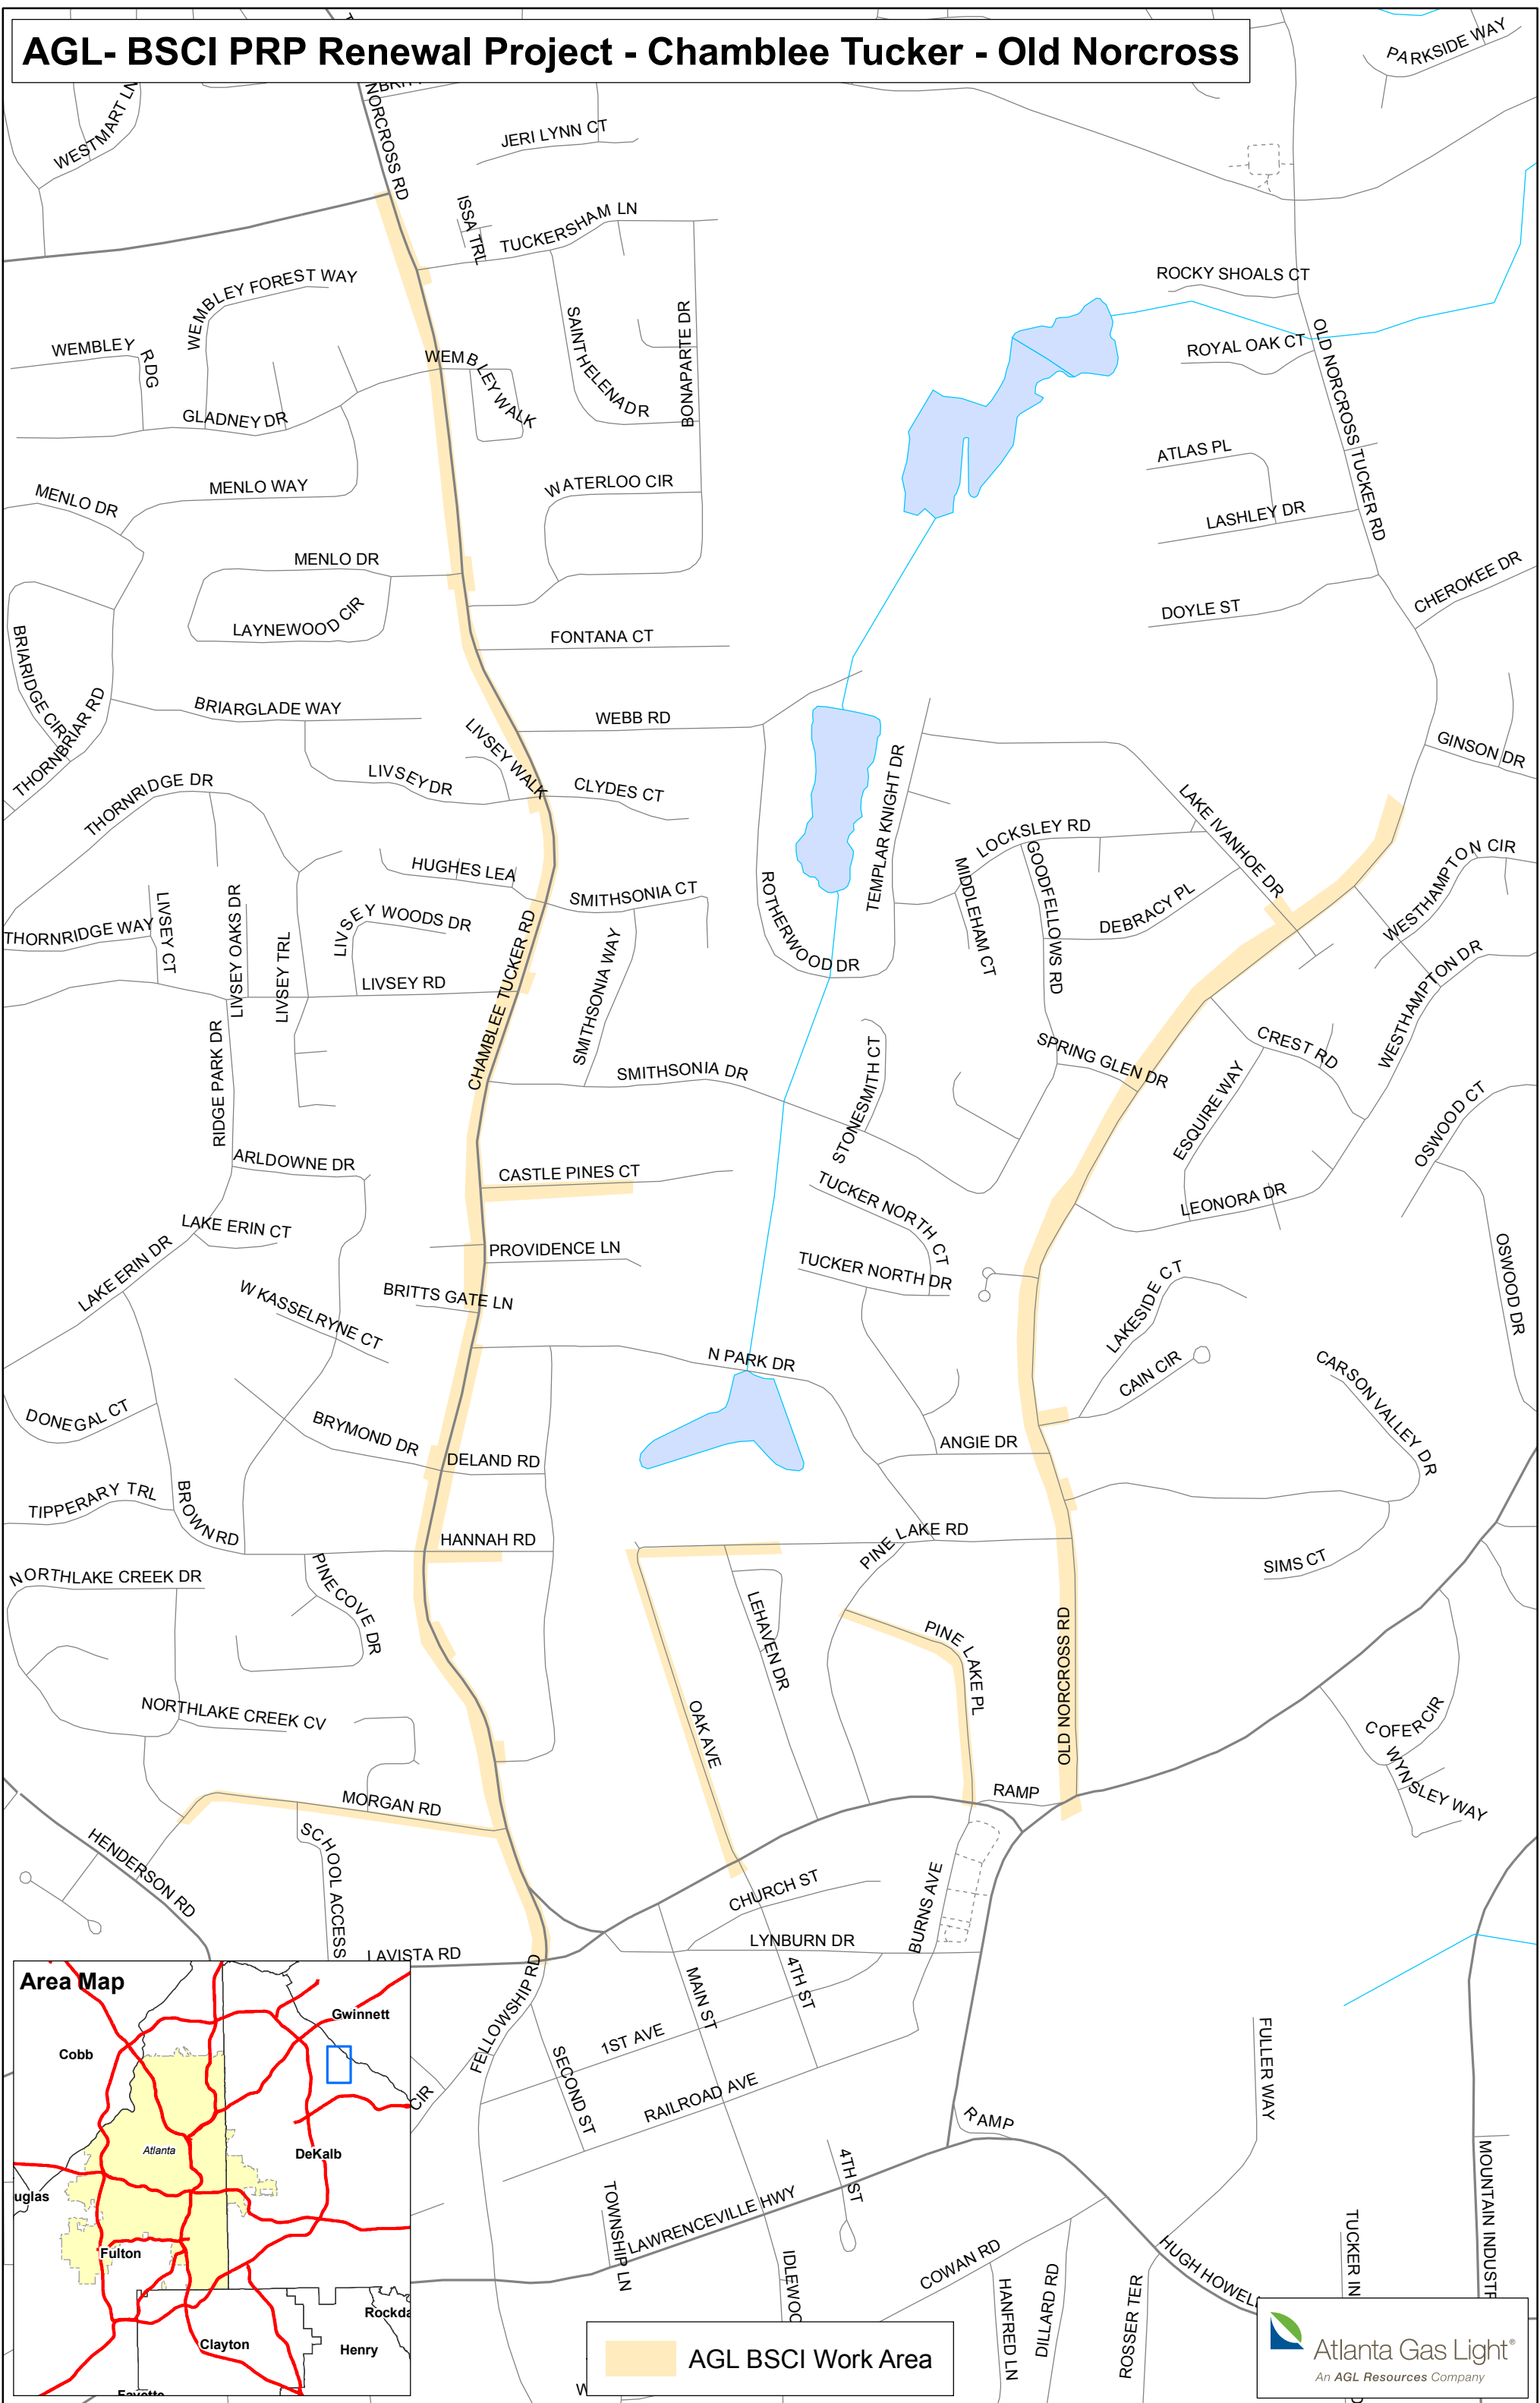 AGL- BSCI PRP Renewal Project - Chamblee Tucker - Old Norcross
PARKSIDE WAY
WESTMART LN
NORCROSS RD
JERI LYNN CT
ISSA TRL
TUCKERSHAM LN
ROCKY SHOALS CT
WEMBLEY FOREST WAY
SAINT HELENA DR
BONAPARTE DR
OLD NORCROSS TUCKER RD
ROYAL OAK CT
WEMBLEY RDG
WEMBLEY WALK
GLADNEY DR
ATLAS PL
MENLO DR
MENLO WAY
WATERLOO CIR
LASHLEY DR
MENLO DR
CHEROKEE DR
LAYNEWOOD CIR
DOYLE ST
BRIARIDGE CIR
FONTANA CT
THORNBRIAR RD
BRIARGLADE WAY
WEBB RD
LIVSEY WALK
GINSON DR
THORNRIDGE DR
LIVSEY DR
CLYDES CT
TEMPLAR KNIGHT DR
LAKE IVANHOE DR
LOCKSLEY RD
GOODFELLOWS RD
WESTHAMPTON CIR
HUGHES LEA
SMITHSONIA CT
MIDDLEHAM CT
DEBRACY PL
ROTHERWOOD DR
THORNRIDGE WAY
LIVSEY CT
LIVSEY OAKS DR
LIVSEY TRL
LIVSEY WOODS DR
CHAMBLEE TUCKER RD
SMITHSONIA WAY
WESTHAMPTON DR
LIVSEY RD
RIDGE PARK DR
SMITHSONIA DR
STONESMITH CT
SPRING GLEN DR
CREST RD
ESQUIRE WAY
OSWOOD CT
ARLDOWNE DR
CASTLE PINES CT
TUCKER NORTH CT
LEONORA DR
LAKE ERIN CT
LAKE ERIN DR
PROVIDENCE LN
TUCKER NORTH DR
OSWOOD DR
W KASSELRYNE CT
BRITTS GATE LN
LAKESIDE CT
N PARK DR
CAIN CIR
CARSON VALLEY DR
DONEGAL CT
BRYMOND DR
DELAND RD
ANGIE DR
TIPPERARY TRL
BROWN RD
HANNAH RD
PINE LAKE RD
SIMS CT
NORTHLAKE CREEK DR
PINE COVE DR
LEHAVEN DR
PINE LAKE PL
OLD NORCROSS RD
NORTHLAKE CREEK CV
OAK AVE
COFER CIR
WYNSLEY WAY
MORGAN RD
RAMP
HENDERSON RD
SCHOOL ACCESS
CHURCH ST
BURNS AVE
LAVISTA RD
LYNBURN DR
FELLOWSHIP RD
MAIN ST
4TH ST
1ST AVE
SECOND ST
RAILROAD AVE
FULLER WAY
CIR
RAMP
4TH ST
MOUNTAIN INDUSTR
TOWNSHIP LN
LAWRENCEVILLE HWY
IDLEWOO
COWAN RD
HUGH HOWEL
TUCKER IN
HANFRED LN
DILLARD RD
ROSSER TER
Area Map
Gwinnett
Cobb
Atlanta
DeKalb
uglas
Fulton
Rockda
Clayton
Henry
Fayette
AGL BSCI Work Area
Atlanta Gas Light®
An AGL Resources Company